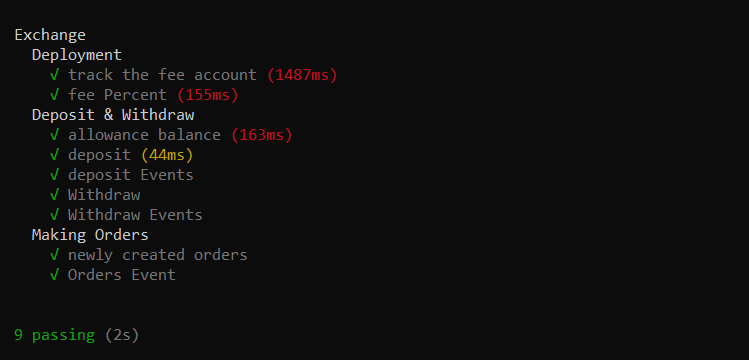 Exchange
Deployment
√ track the fee account (1487ms)
√ fee Percent (155ms)
Deposit & Withdraw
√ allowance balance (163ms)
√ deposit (44ms)
√ deposit Events
√ Withdraw
√ Withdraw Events
Making Orders
√ newly created orders
√ Orders Event
9 passing (2s)